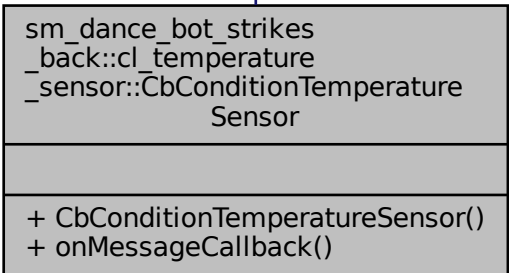 sm_dance_bot_strikes
_back::cl_temperature
_sensor::CbConditionTemperature
Sensor
+ CbConditionTemperatureSensor()
+ onMessageCallback()